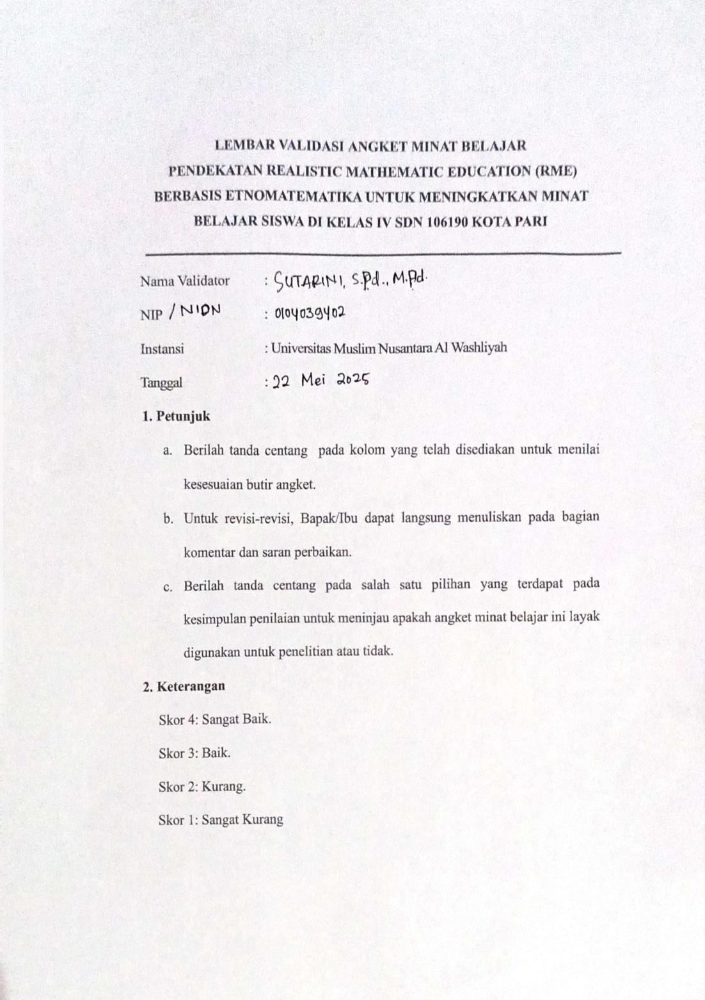 LEMBAR VALIDASI ANGKET MINAT BELAJAR
PENDEKATAN REALISTIC MATHEMATIC EDUCATION (RME)
BERBASIS ETNOMATEMATIKA UNTUK MENINGKATKAN MINAT
BELAJAR SISWA DI KELAS IV SDN 106190 KOTA PARI
Nama Validator : SUTARINI, S.Pd., M.Pd.
NIP / NIDN : 0104039402
Instansi : Universitas Muslim Nusantara Al Washliyah
Tanggal : 22 Mei 2025
1. Petunjuk
a. Berilah tanda centang pada kolom yang telah disediakan untuk menilai
kesesuaian butir angket.
b. Untuk revisi-revisi, Bapak/Ibu dapat langsung menuliskan pada bagian
komentar dan saran perbaikan.
c. Berilah tanda centang pada salah satu pilihan yang terdapat pada
kesimpulan penilaian untuk meninjau apakah angket minat belajar ini layak
digunakan untuk penelitian atau tidak.
2. Keterangan
Skor 4: Sangat Baik.
Skor 3: Baik.
Skor 2: Kurang.
Skor 1: Sangat Kurang